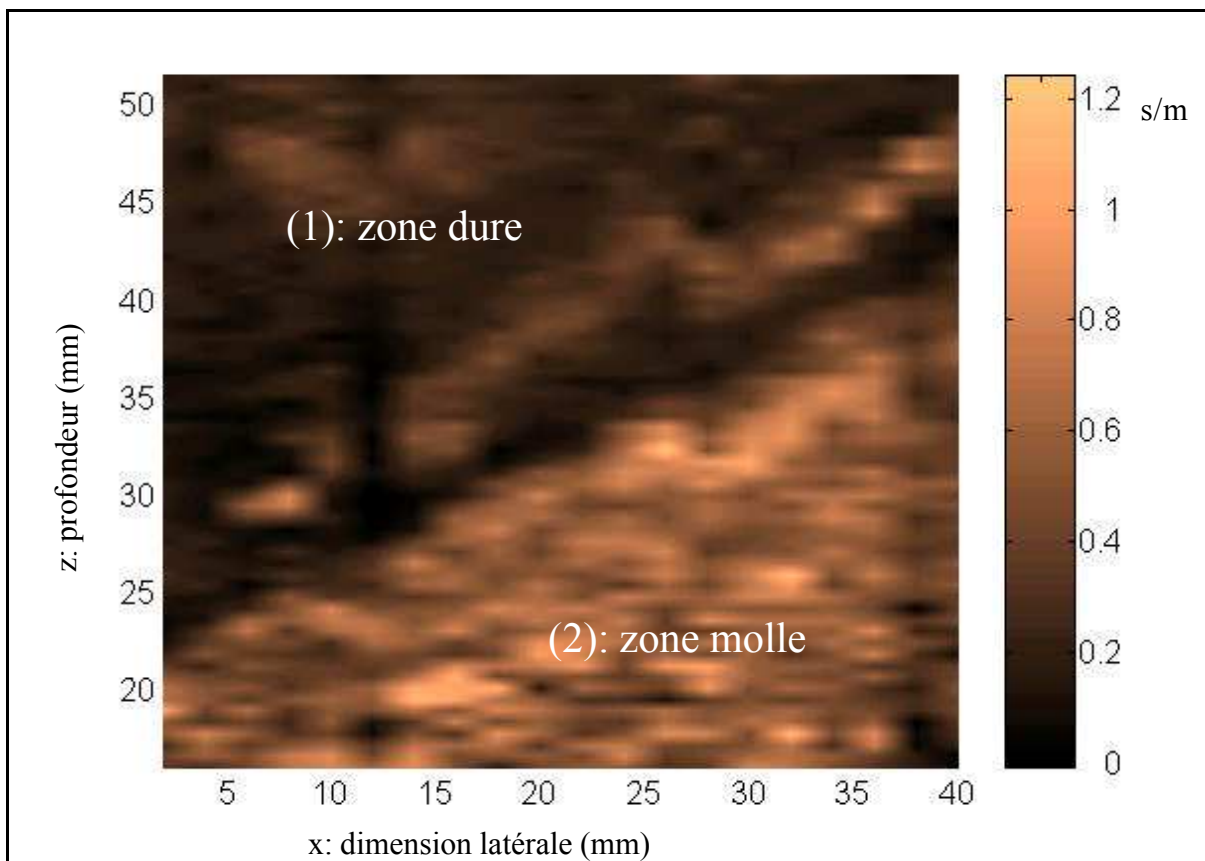 50
45
40
35
30
25
20
z: profondeur (mm)
(1): zone dure
(2): zone molle
5 10 15 20 25 30 35 40
x: dimension latérale (mm)
1.2
1
0.8
0.6
0.4
0.2
0
s/m